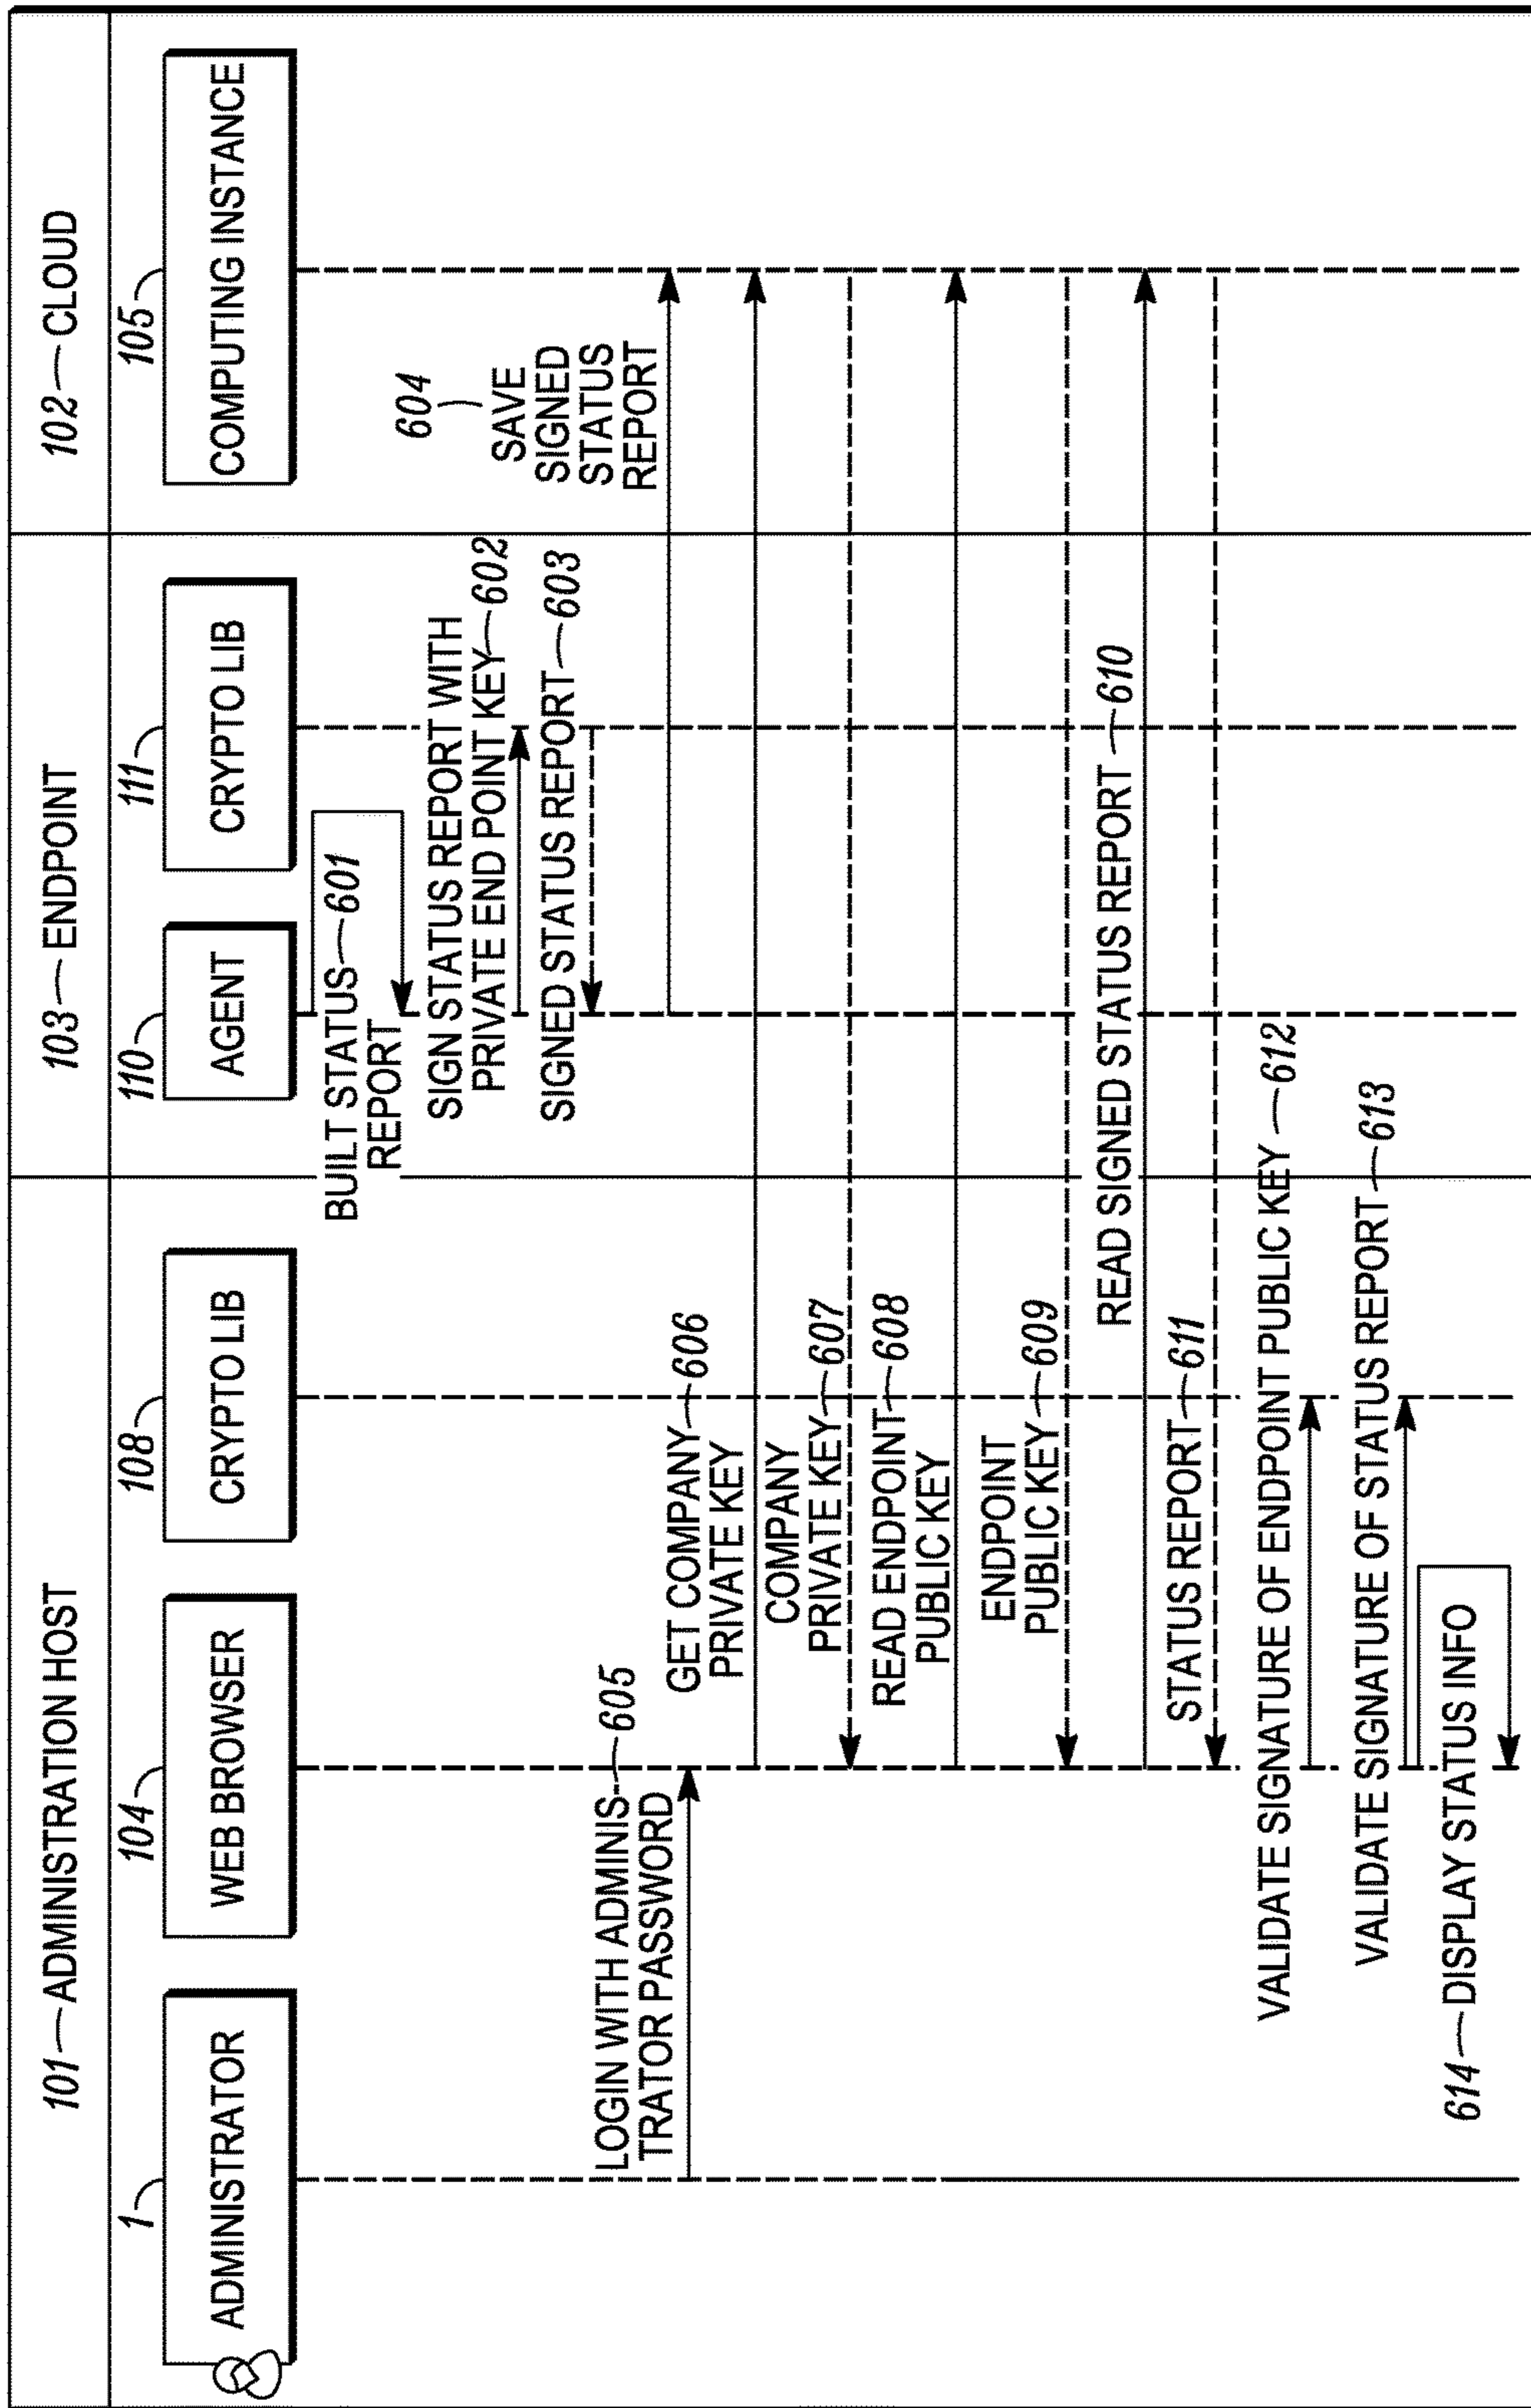 101 ADMINISTRATION HOST
103 ENDPOINT
102 CLOUD
1
104
108
110
111
105
ADMINISTRATOR
WEB BROWSER
CRYPTO LIB
AGENT
CRYPTO LIB
COMPUTING INSTANCE
BUILT STATUS 601
REPORT
SIGN STATUS REPORT WITH
PRIVATE END POINT KEY 602
SIGNED STATUS REPORT 603
604
SAVE
SIGNED
STATUS
REPORT
LOGIN WITH ADMINIS- 605
TRATOR PASSWORD
GET COMPANY 606
PRIVATE KEY
COMPANY
PRIVATE KEY 607
READ ENDPOINT 608
PUBLIC KEY
ENDPOINT
PUBLIC KEY 609
READ SIGNED STATUS REPORT 610
STATUS REPORT 611
VALIDATE SIGNATURE OF ENDPOINT PUBLIC KEY 612
VALIDATE SIGNATURE OF STATUS REPORT 613
614 DISPLAY STATUS INFO